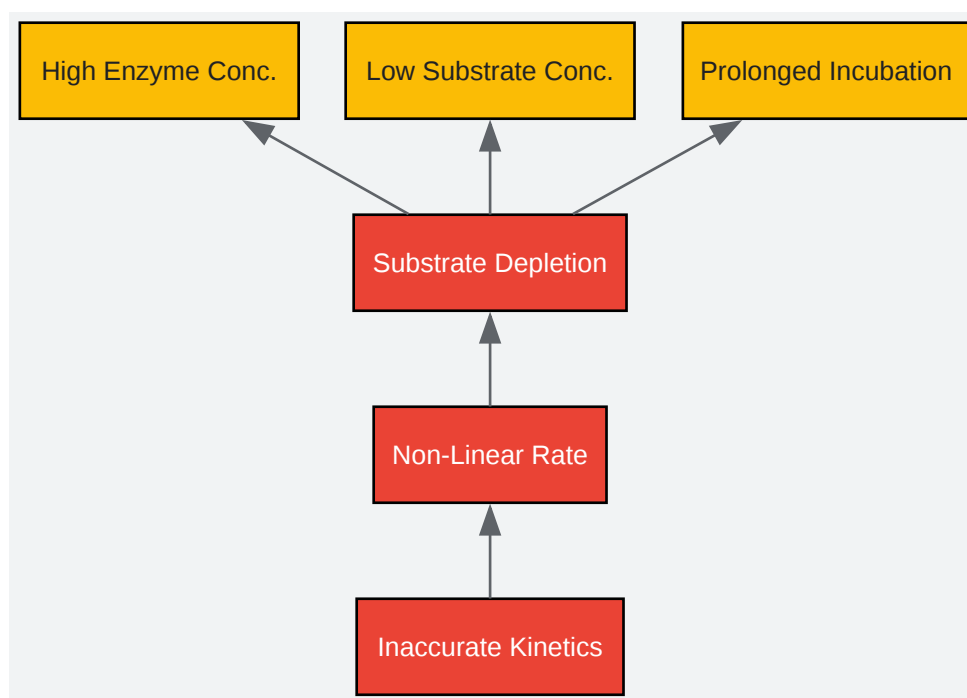 High Enzyme Conc.
Low Substrate Conc.
Prolonged Incubation
Substrate Depletion
Non-Linear Rate
Inaccurate Kinetics